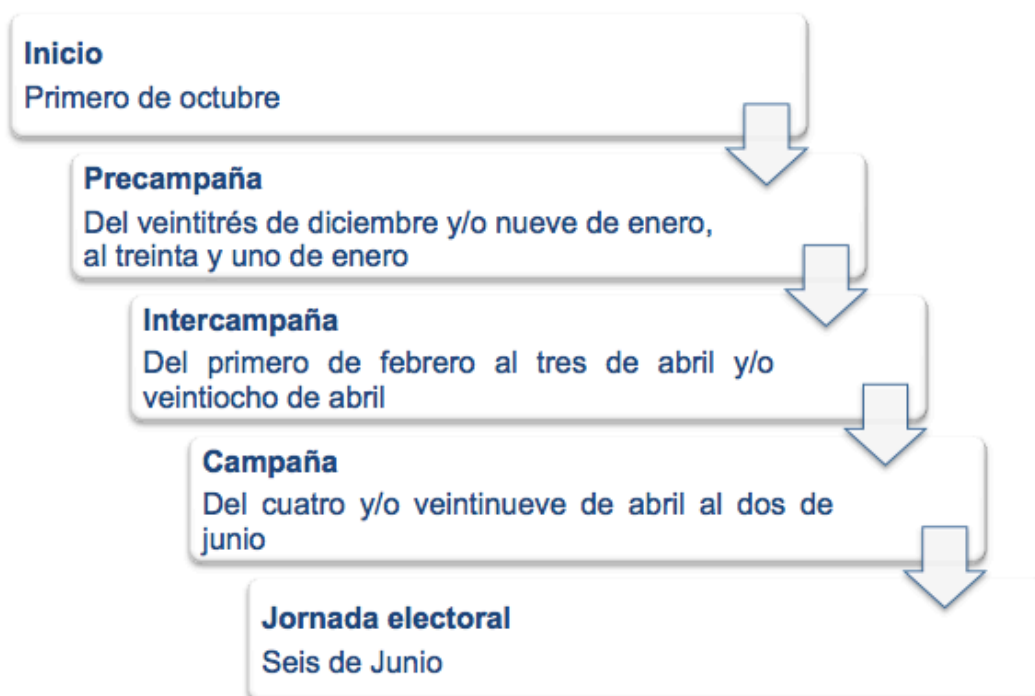 Inicio
Primero de octubre
Precampaña
Del veintitrés de diciembre y/o nueve de enero,
al treinta y uno de enero
Intercampaña
Del primero de febrero al tres de abril y/o
veintiocho de abril
Campaña
Del cuatro y/o veintinueve de abril al dos de
junio
Jornada electoral
Seis de Junio